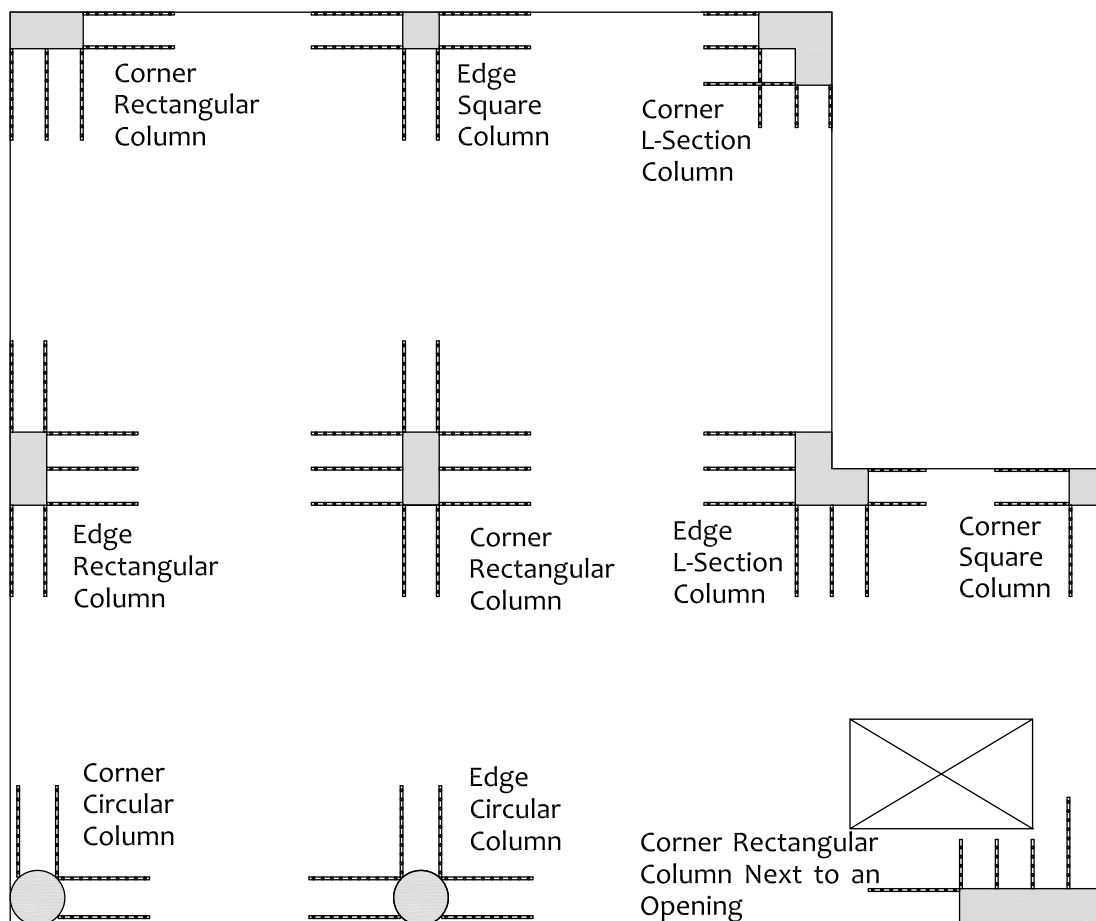 Corner
Rectangular
Column
Edge
Square
Column
Corner
L-Section
Column
Edge
Rectangular
Column
Corner
Rectangular
Column
Edge
L-Section
Column
Corner
Square
Column
Corner
Circular
Column
Edge
Circular
Column
Corner Rectangular
Column Next to an
Opening